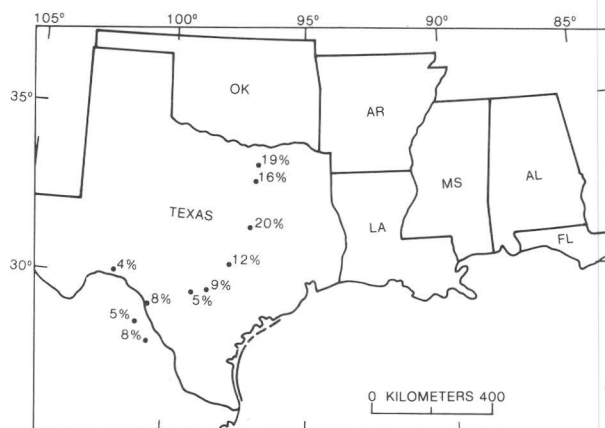 105° 100° 95° 90° 85°
35°
OK
AR
19%
16%
MS
AL
TEXAS
20%
LA
FL
12%
30°
4%
9%
8%
5%
5%
8%
0 KILOMETERS 400